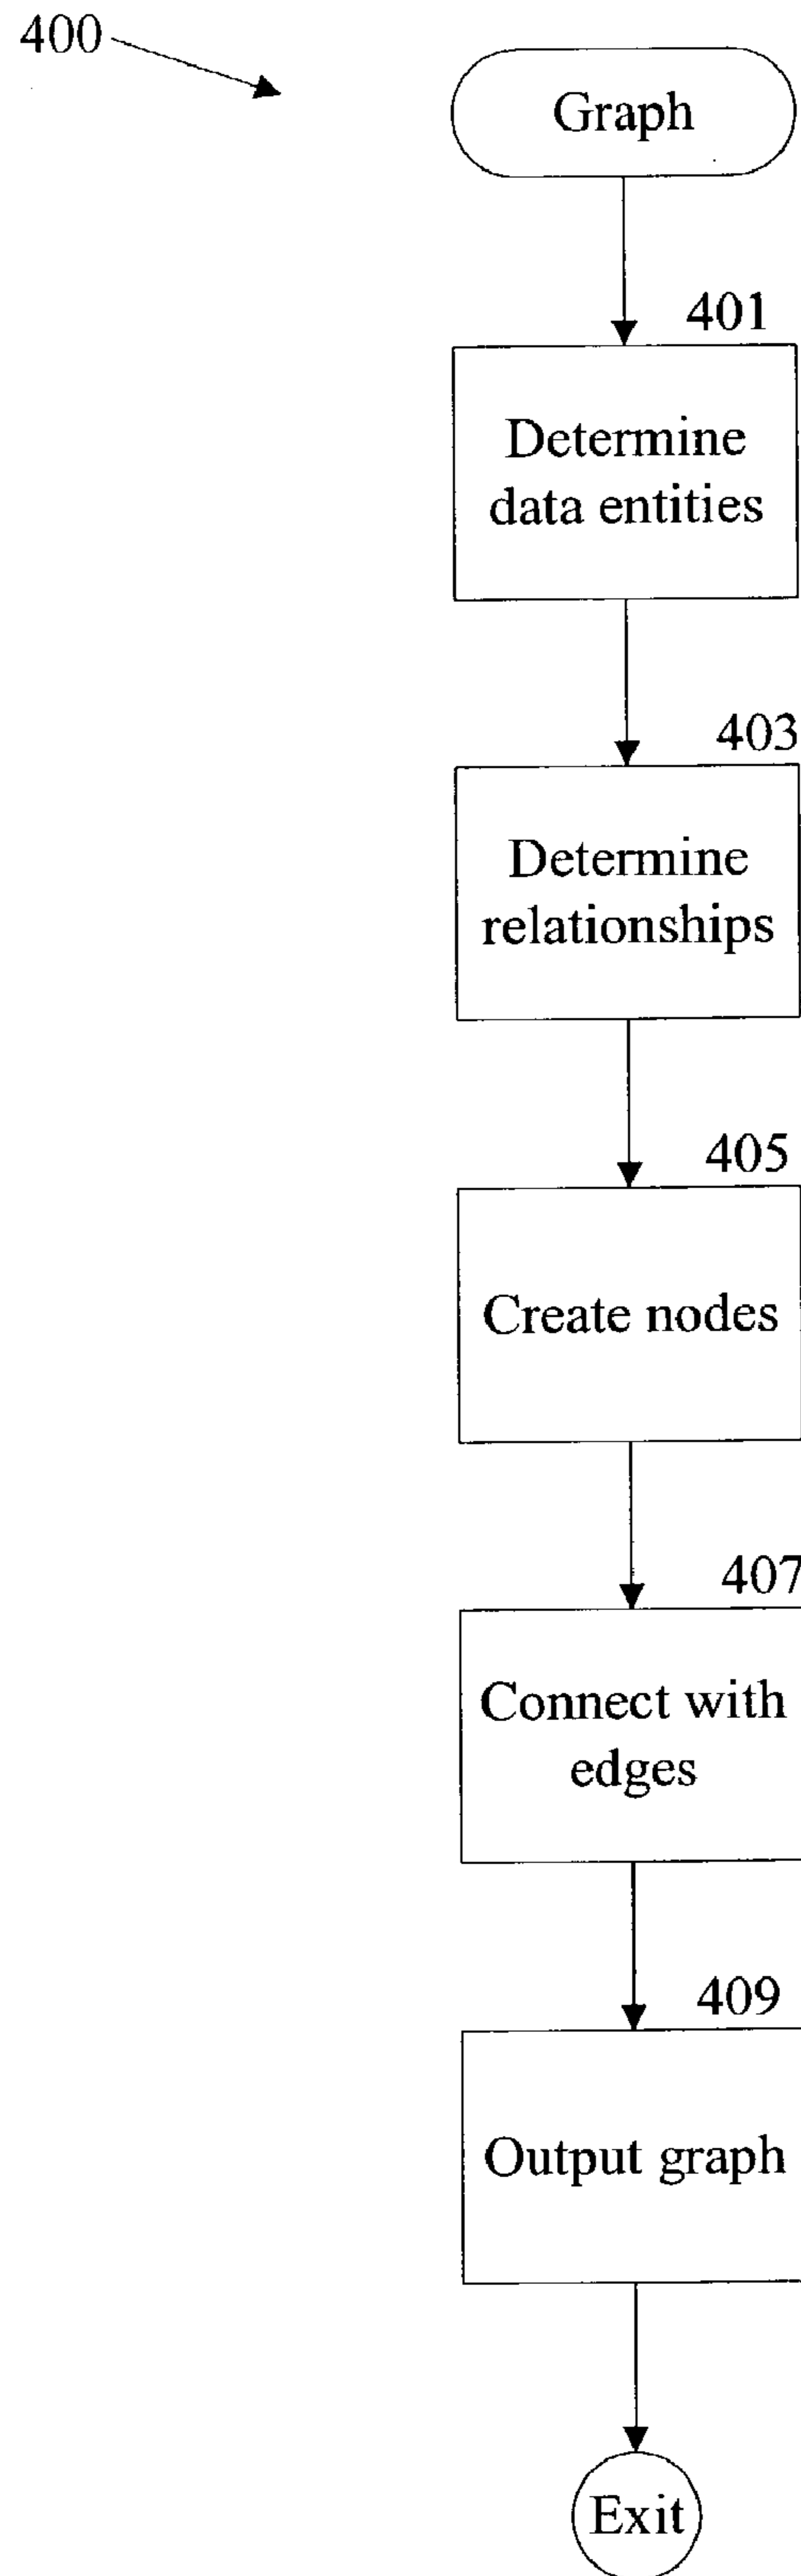 400
Graph
401
Determine
data entities
403
Determine
relationships
405
Create nodes
407
Connect with
edges
409
Output graph
Exit